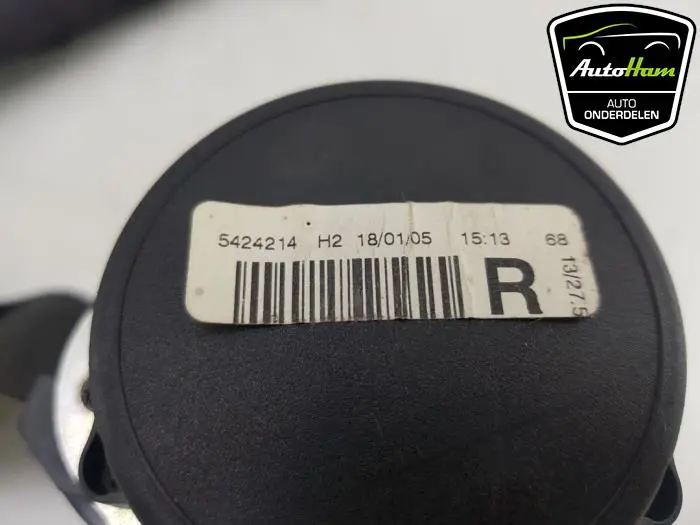 AutoHam
AUTO
ONDERDELEN
5424214 H2 18/01/05 15:13 68
R
13/27.5